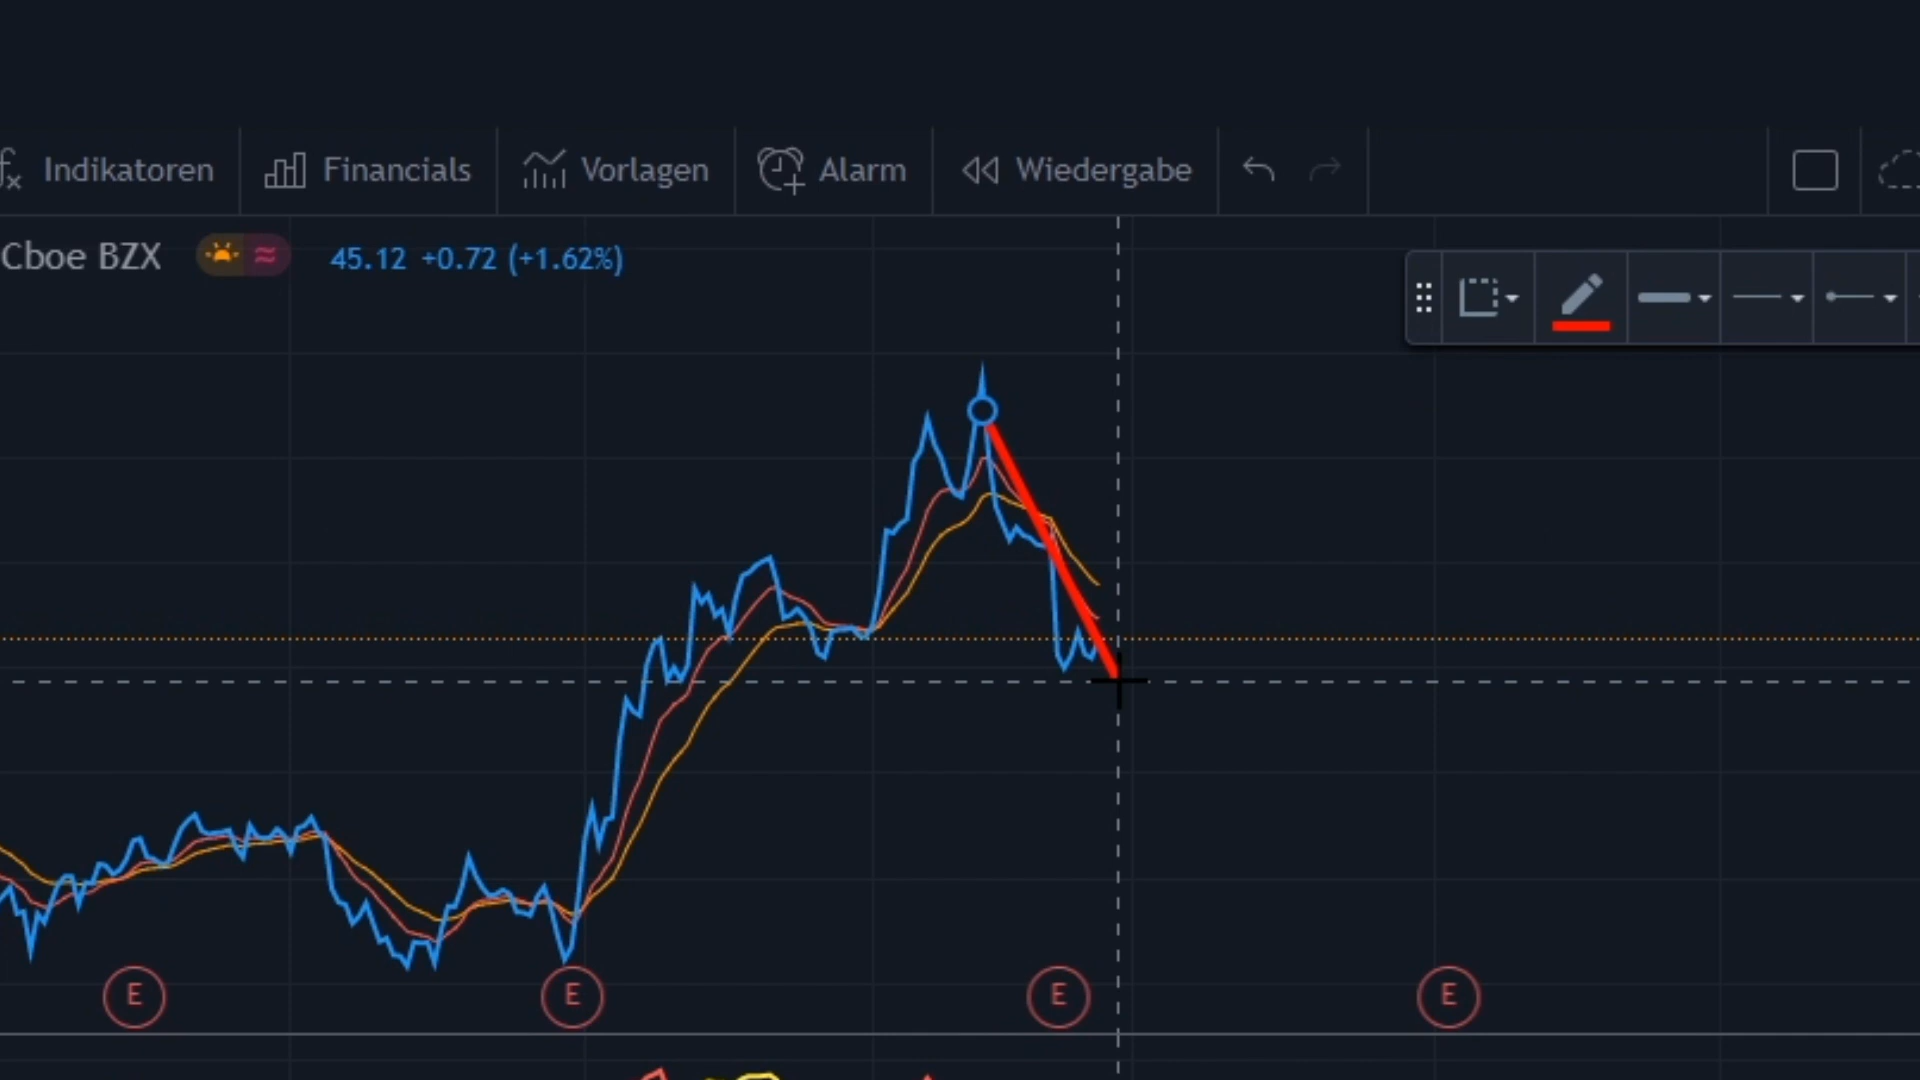 Indikatoren Financials Vorlagen Alarm Wiedergabe
Cboe BZX 45.12 +0.72 (+1.62%)
E E E E